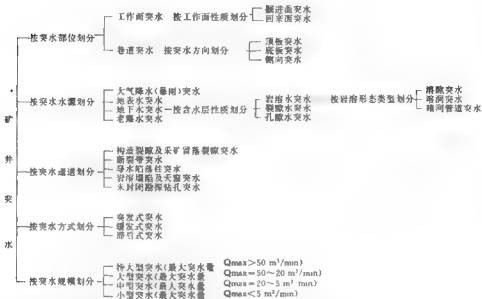 矿井突水
按突水部位划分
工作面突水 按工作面性质划分
掘进面突水
回采面突水
巷道突水 按突水方向划分
顶板突水
底板突水
侧向突水
按突水水源划分
大气降水(暴雨)突水
地表水突水
地下水突水 按含水层性质划分
老窿水突水
岩溶水突水 按岩溶形态类型划分
裂隙水突水
孔隙水突水
溶隙突水
溶洞突水
暗河管道突水
按突水通道划分
构造裂隙及采矿冒落裂隙突水
断裂带突水
导水陷落柱突水
岩溶塌陷及天窗突水
未封闭勘探钻孔突水
按突水方式划分
突发式突水
缓发式突水
滞后式突水
按突水规模划分
特大型突水(最大突水量 Qmax>50 m³/min)
大型突水(最大突水量 Qmax=50~20 m³/min)
中型突水(最大突水量 Qmax=20~5 m³/min)
小型突水(最大突水量 Qmax<5 m³/min)